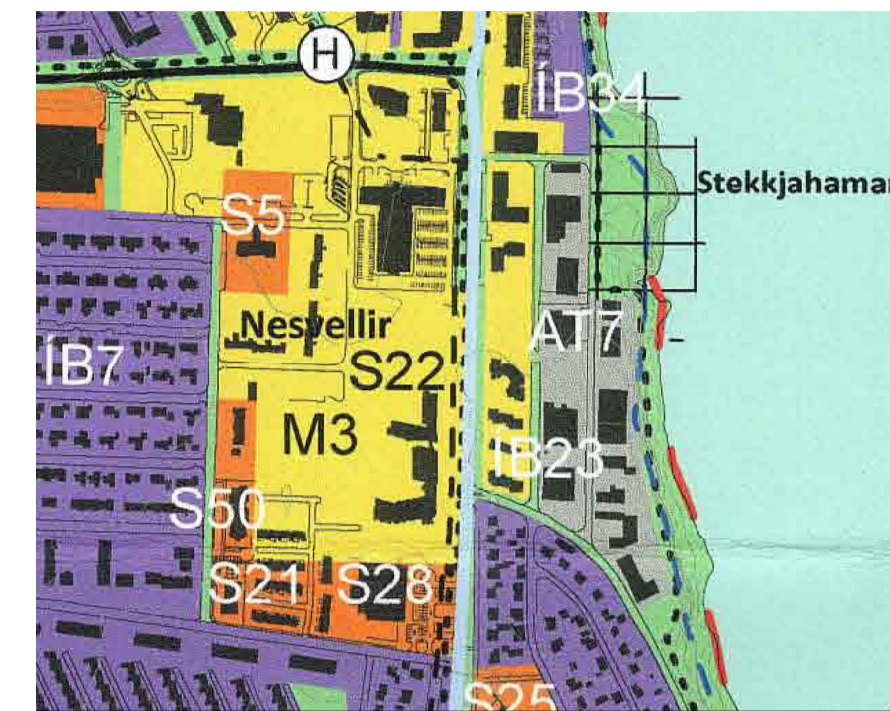 H
ÍB34
Stekkjahamar
S5
Nesvellir
AT7
ÍB7
S22
M3
ÍB23
S50
S21
S28
S25